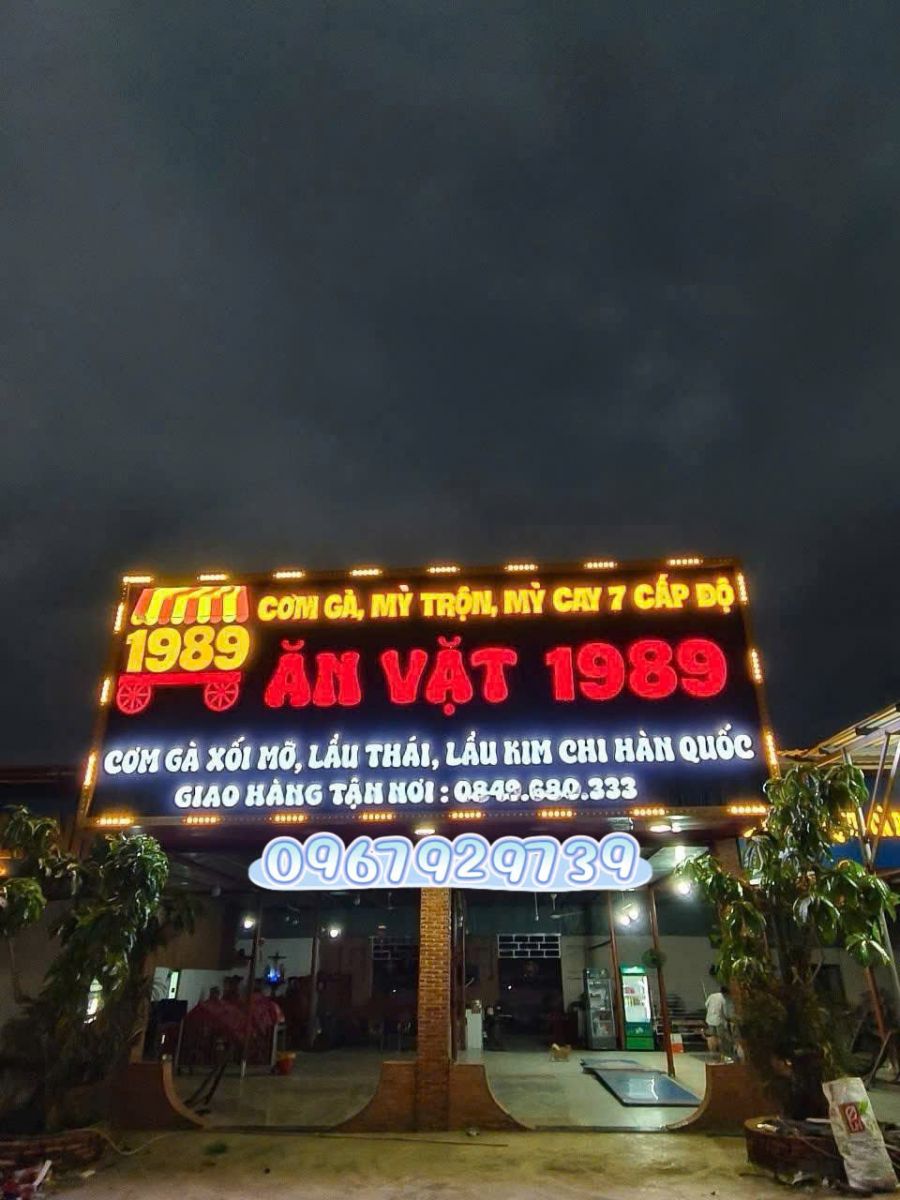 CƠM GÀ, MỲ TRỘN, MỲ CAY 7 CẤP ĐỘ
1989
ĂN VẶT 1989
CƠM GÀ XỐI MỠ, LẨU THÁI, LẨU KIM CHI HÀN QUỐC
GIAO HÀNG TẬN NƠI : 0849.680.333
0967929739